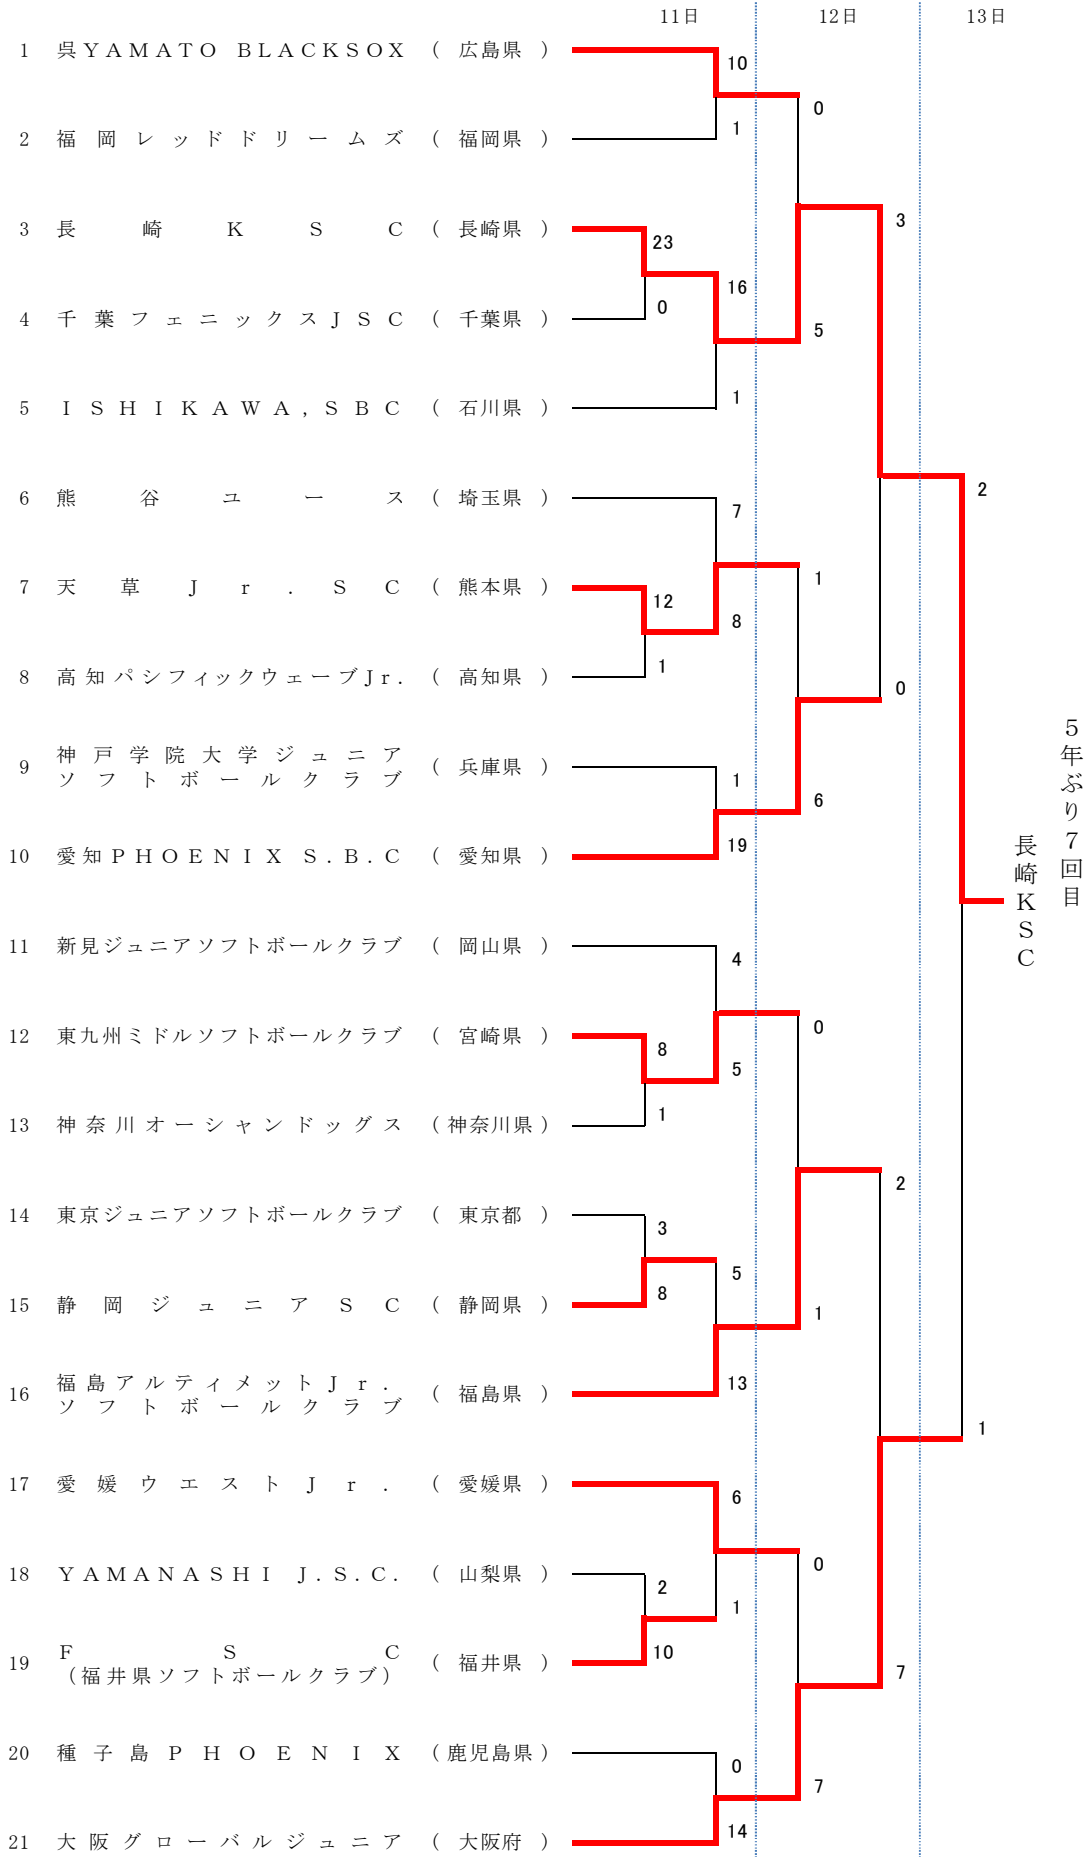 11日 12日 13日
1 呉YAMATO BLACKSOX ( 広島県 )
10
0
2 福岡レッドドリームズ ( 福岡県 )
1
3 長崎KSC ( 長崎県 )
3
23
16
4 千葉フェニックスJSC ( 千葉県 )
0
5
5 ISHIKAWA,SBC ( 石川県 )
1
6 熊谷ユース ( 埼玉県 )
7
2
7 天草Jr.SC ( 熊本県 )
1
12
8
8 高知パシフィックウェーブJr. ( 高知県 )
1
0
9 神戸学院大学ジュニア
ソフトボールクラブ ( 兵庫県 )
1
6
10 愛知PHOENIX S.B.C ( 愛知県 )
19
5年ぶり7回目
長崎KSC
11 新見ジュニアソフトボールクラブ ( 岡山県 )
4
12 東九州ミドルソフトボールクラブ ( 宮崎県 )
0
8
5
13 神奈川オーシャンドッグス ( 神奈川県 )
1
2
14 東京ジュニアソフトボールクラブ ( 東京都 )
3
5
15 静岡ジュニアSC ( 静岡県 )
8
1
16 福島アルティメットJr.
ソフトボールクラブ ( 福島県 )
13
1
17 愛媛ウエストJr. ( 愛媛県 )
6
0
18 YAMANASHI J.S.C. ( 山梨県 )
2
1
19 FSC
(福井県ソフトボールクラブ) ( 福井県 )
10
7
20 種子島PHOENIX ( 鹿児島県 )
0
7
21 大阪グローバルジュニア ( 大阪府 )
14